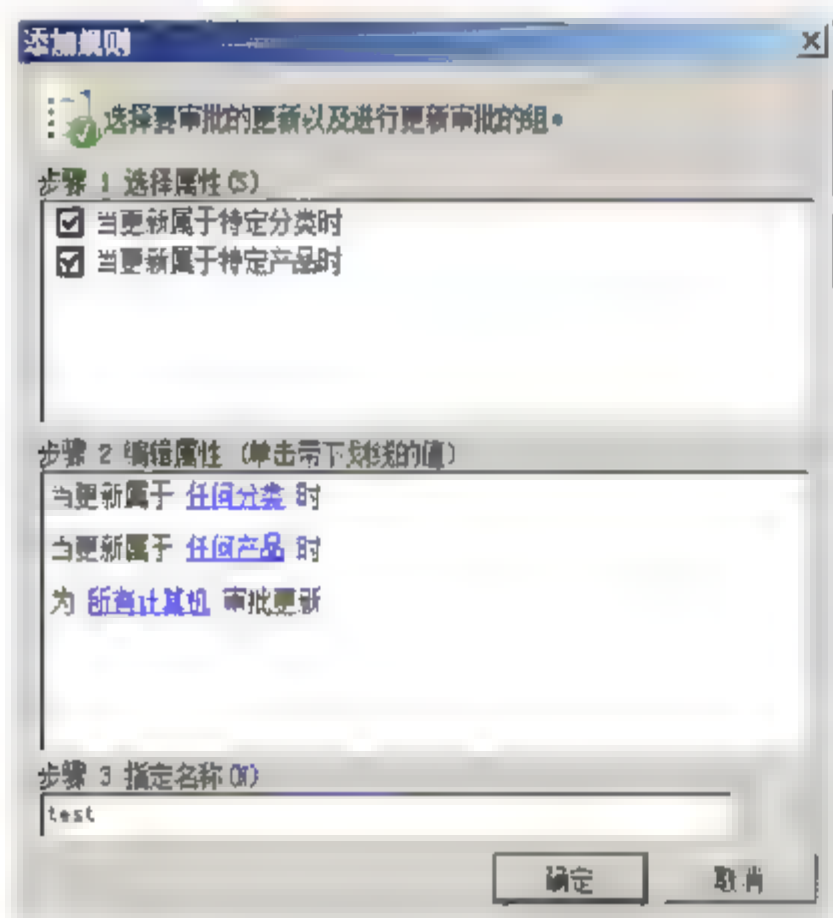 添加规则
选择要审批的更新以及进行更新审批的组。
步骤 1 选择属性(S)
当更新属于特定分类时
当更新属于特定产品时
步骤 2 编辑属性 (单击带下划线的值)
当更新属于 任何分类 时
当更新属于 任何产品 时
为 所有计算机 审批更新
步骤 3 指定名称(N)
test
确定 取消